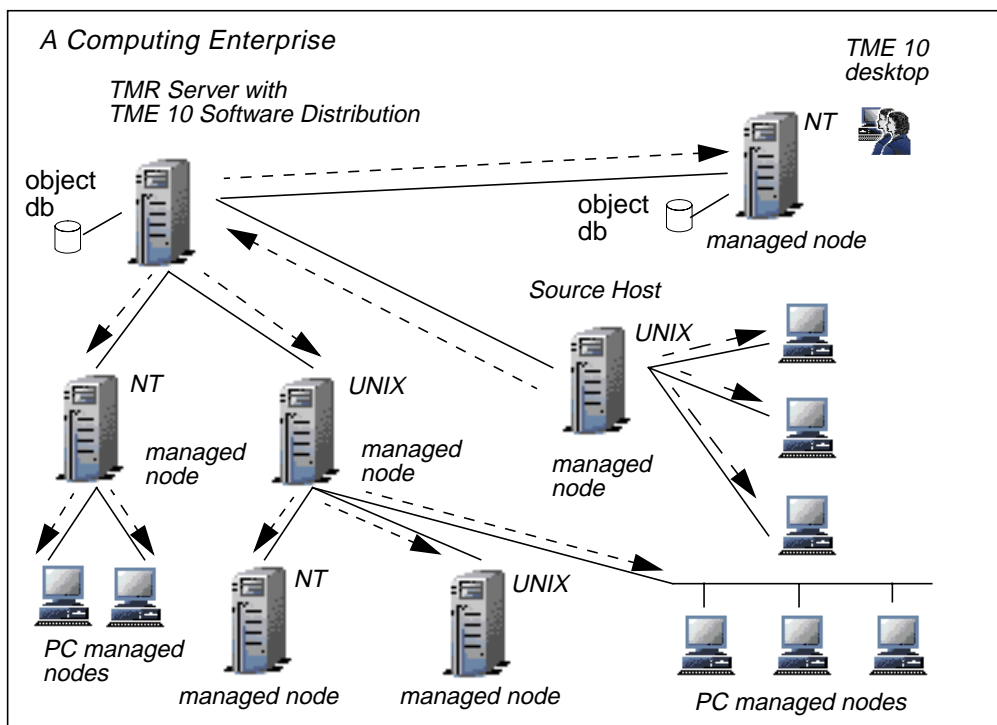 A Computing Enterprise
TME 10
desktop
TMR Server with
TME 10 Software Distribution
NT
object
db
object
db
managed node
Source Host
UNIX
NT
UNIX
managed
node
managed
node
managed
node
NT
UNIX
PC managed
nodes
managed node
managed node
PC managed nodes